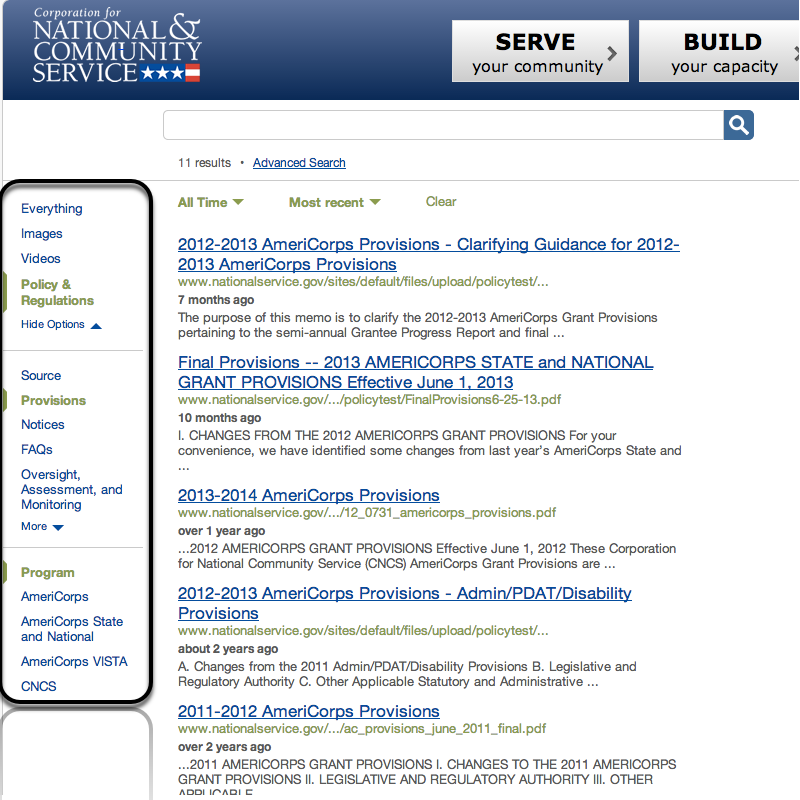 Corporation for
NATIONAL &
COMMUNITY
SERVICE
SERVE
your community
BUILD
your capacity
11 results • Advanced Search
Everything
Images
Videos
Policy &
Regulations
Hide Options
Source
Provisions
Notices
FAQs
Oversight,
Assessment, and
Monitoring
More
Program
AmeriCorps
AmeriCorps State
and National
AmeriCorps VISTA
CNCS
All Time
Most recent
Clear
2012-2013 AmeriCorps Provisions - Clarifying Guidance for 2012-
2013 AmeriCorps Provisions
www.nationalservice.gov/sites/default/files/upload/policytest/...
7 months ago
The purpose of this memo is to clarify the 2012-2013 AmeriCorps Grant Provisions
pertaining to the semi-annual Grantee Progress Report and final ...
Final Provisions -- 2013 AMERICORPS STATE and NATIONAL
GRANT PROVISIONS Effective June 1, 2013
www.nationalservice.gov/.../policytest/FinalProvisions6-25-13.pdf
10 months ago
I. CHANGES FROM THE 2012 AMERICORPS GRANT PROVISIONS For your
convenience, we have identified some changes from last year's AmeriCorps State and
...
2013-2014 AmeriCorps Provisions
www.nationalservice.gov/.../12_0731_americorps_provisions.pdf
over 1 year ago
...2012 AMERICORPS GRANT PROVISIONS Effective June 1, 2012 These Corporation
for National Community Service (CNCS) AmeriCorps Grant Provisions are ...
2012-2013 AmeriCorps Provisions - Admin/PDAT/Disability
Provisions
www.nationalservice.gov/sites/default/files/upload/policytest/...
about 2 years ago
A. Changes from the 2011 Admin/PDAT/Disability Provisions B. Legislative and
Regulatory Authority C. Other Applicable Statutory and Administrative ...
2011-2012 AmeriCorps Provisions
www.nationalservice.gov/.../ac_provisions_june_2011_final.pdf
over 2 years ago
...2011 AMERICORPS GRANT PROVISIONS I. CHANGES TO THE 2011 AMERICORPS
GRANT PROVISIONS II. LEGISLATIVE AND REGULATORY AUTHORITY III. OTHER
APPLICABLE